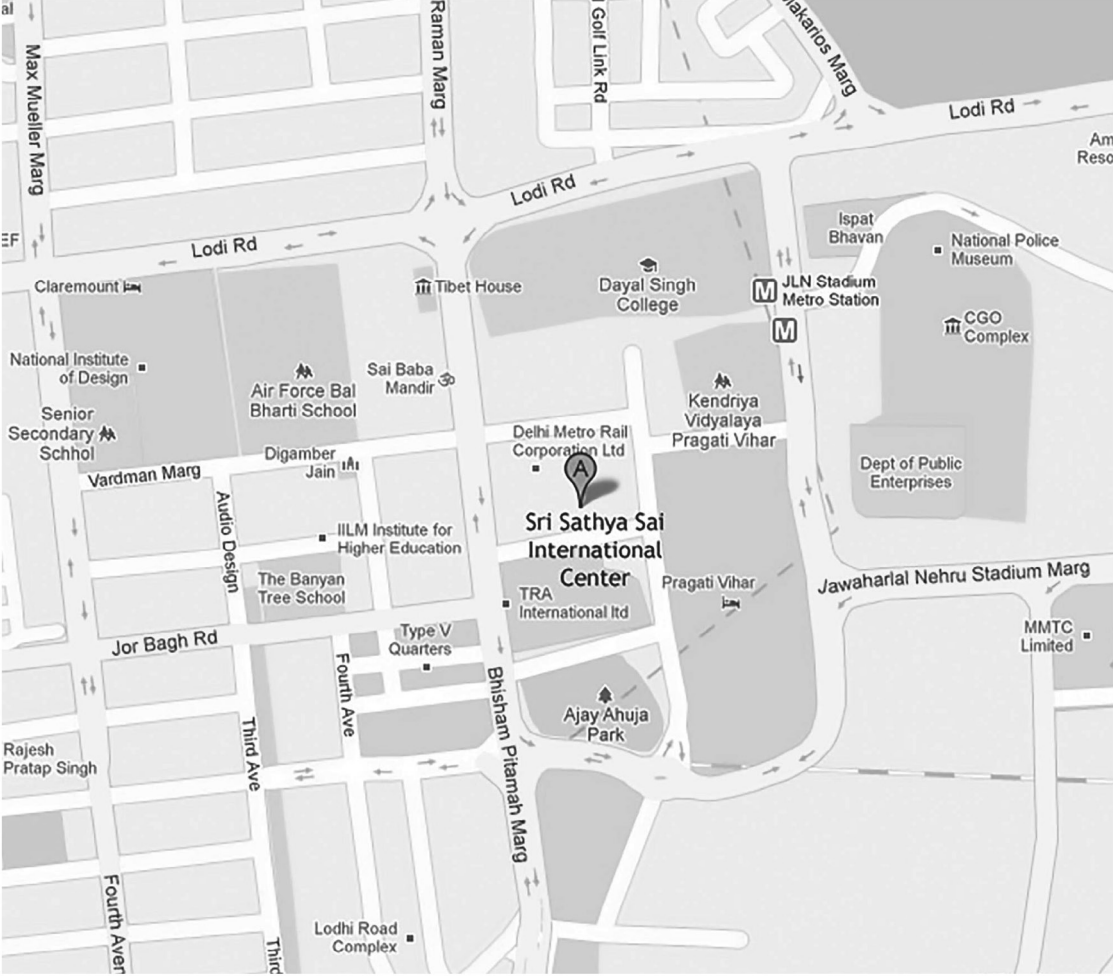 al
Max Mueller Marg
Raman Marg
Golf Link Rd
Makarios Marg
Lodi Rd
Am
Reso
Lodi Rd
Lodi Rd
EF
Ispat
Bhavan
National Police
Museum
Claremount
Tibet House
Dayal Singh
College
M
JLN Stadium
Metro Station
M
CGO
Complex
National Institute
of Design
Air Force Bal
Bharti School
Sai Baba
Mandir
Kendriya
Vidyalaya
Pragati Vihar
Senior
Secondary
Schhol
Delhi Metro Rail
Corporation Ltd
Digamber
Jain
Vardman Marg
A
Dept of Public
Enterprises
Audio Design
Sri Sathya Sai
International
Center
IILM Institute for
Higher Education
The Banyan
Tree School
TRA
International ltd
Pragati Vihar
Jawaharlal Nehru Stadium Marg
Jor Bagh Rd
Type V
Quarters
MMTC
Limited
Fourth Ave
Bhisham Pitamah Marg
Ajay Ahuja
Park
Third Ave
Rajesh
Pratap Singh
Fourth Aven
Lodhi Road
Complex
Third